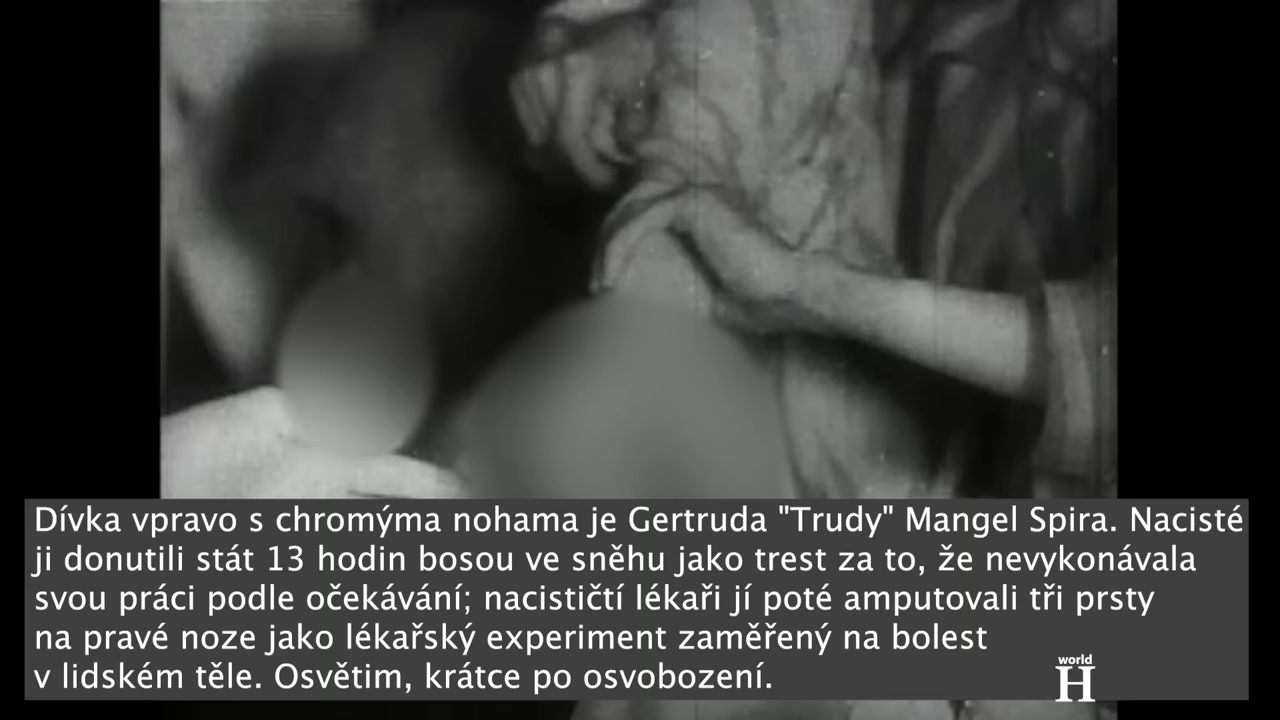 Dívka vpravo s chromýma nohama je Gertruda "Trudy" Mangel Spira. Nacisté
ji donutili stát 13 hodin bosou ve sněhu jako trest za to, že nevykonávala
svou práci podle očekávání; nacističtí lékaři jí poté amputovali tři prsty
na pravé noze jako lékařský experiment zaměřený na bolest
v lidském těle. Osvětim, krátce po osvobození.
world
H